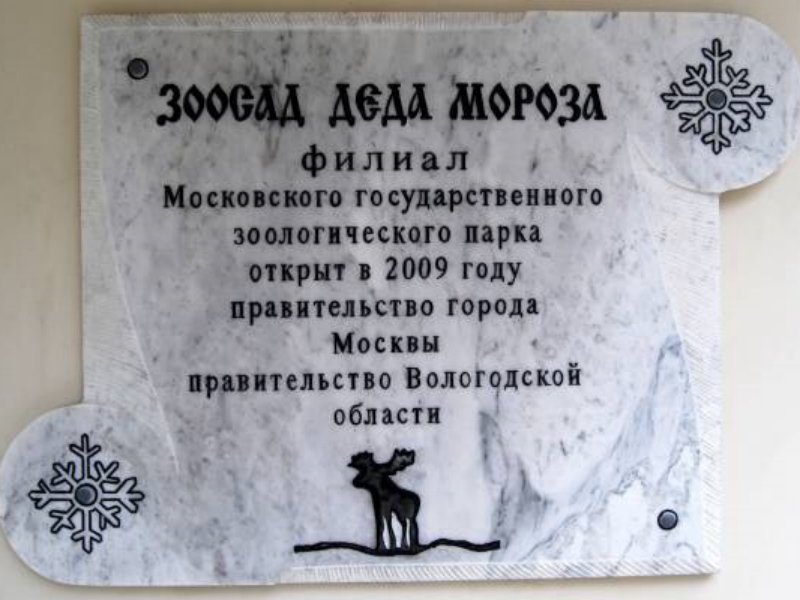 ЗООСАД ДЕДА МОРОЗА
филиал
Московского государственного
зоологического парка
открыт в 2009 году
правительство города
Москвы
правительство Вологодской
области